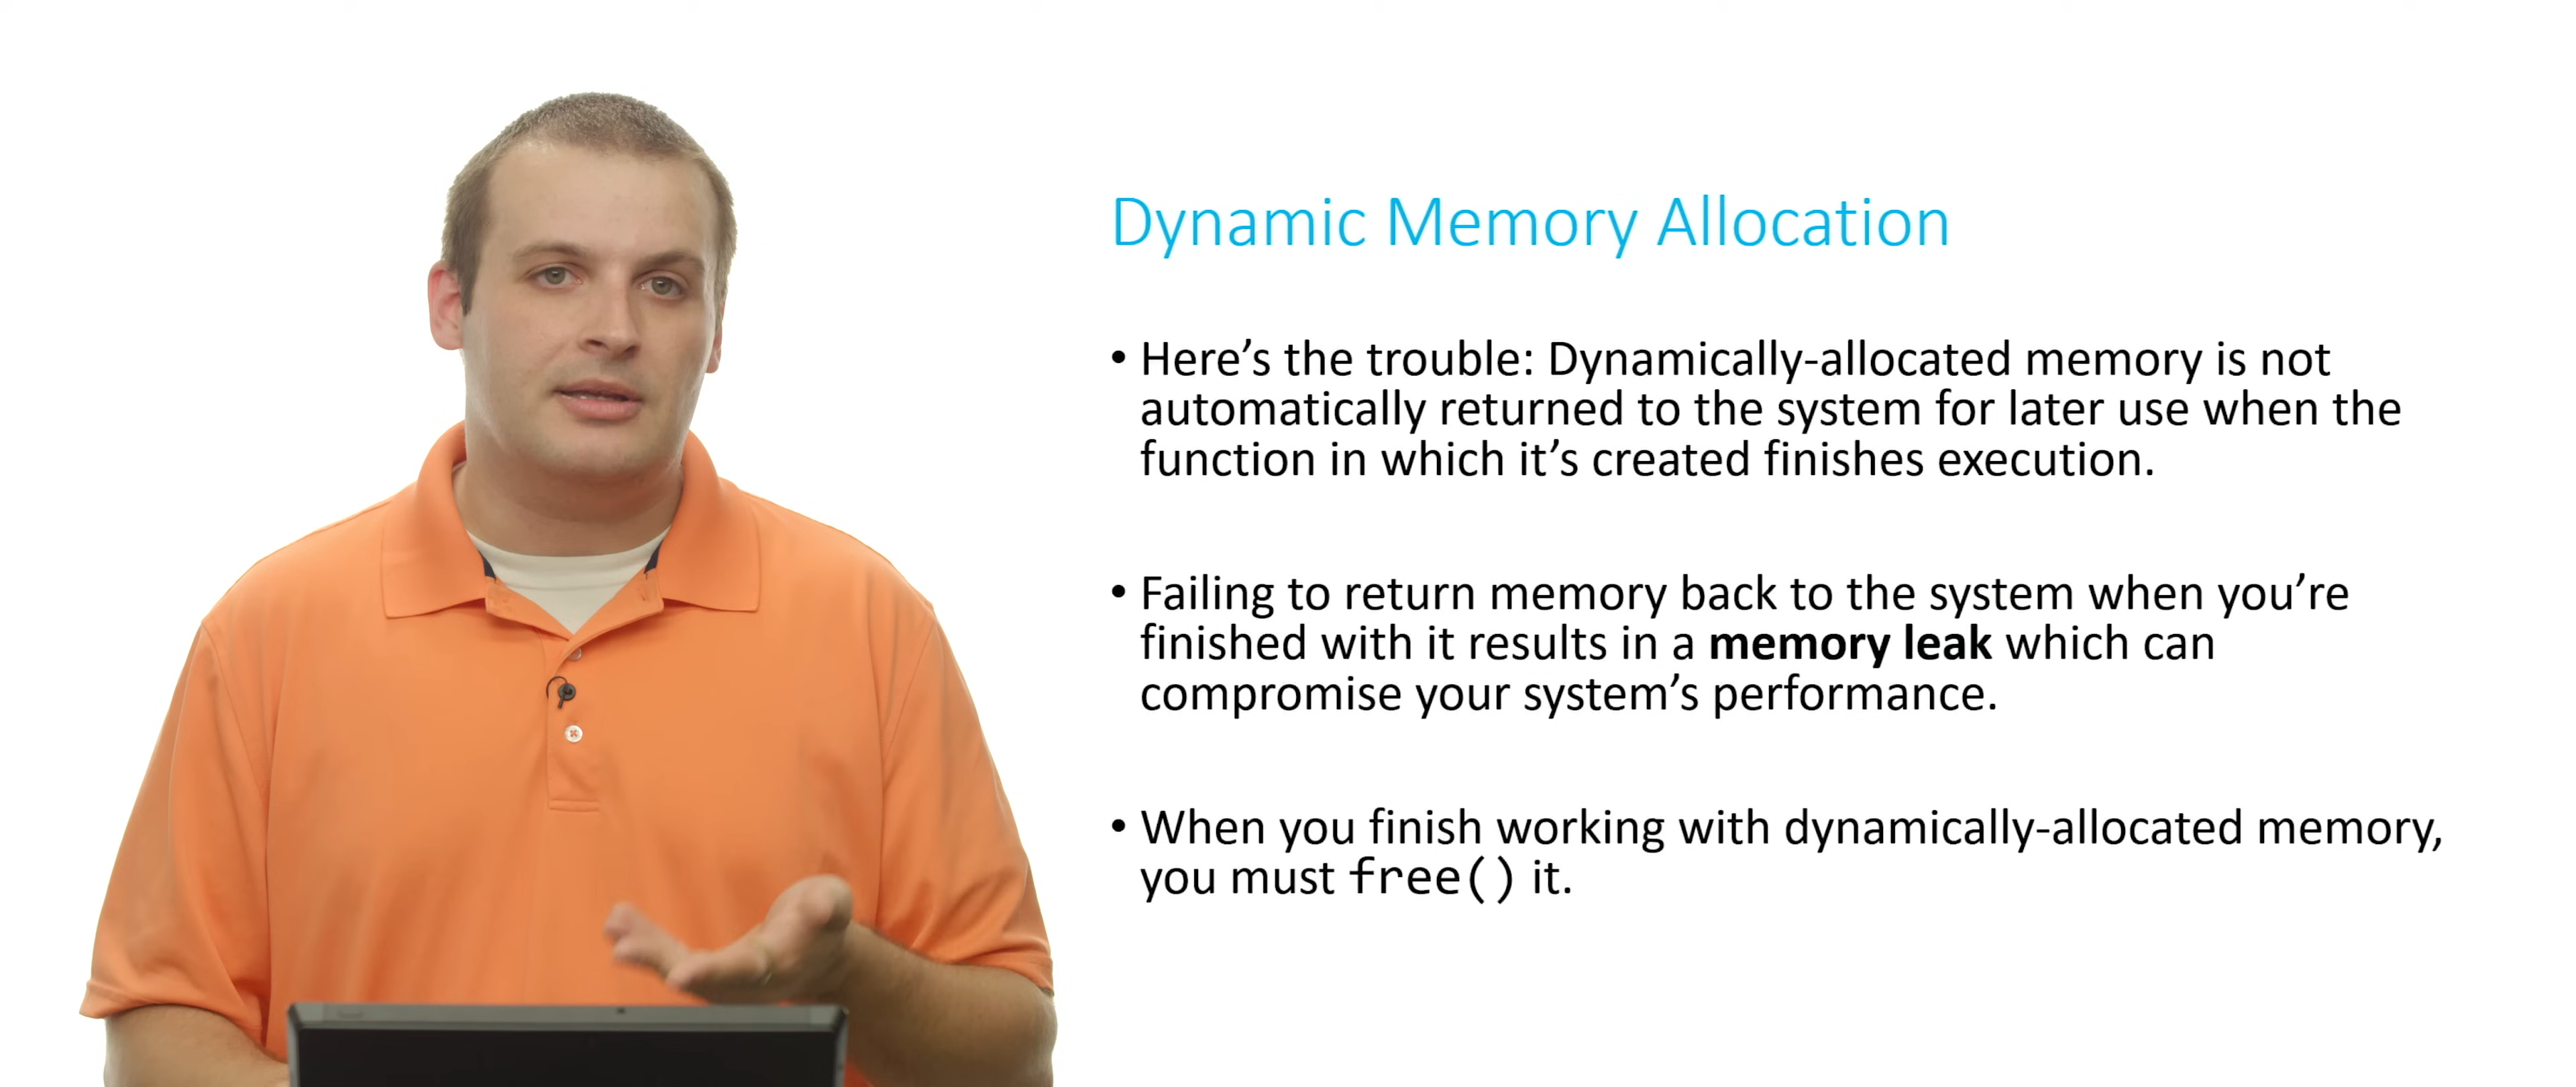 Dynamic Memory Allocation
• Here’s the trouble: Dynamically-allocated memory is not
automatically returned to the system for later use when the
function in which it’s created finishes execution.
• Failing to return memory back to the system when you’re
finished with it results in a memory leak which can
compromise your system’s performance.
• When you finish working with dynamically-allocated memory,
you must free() it.